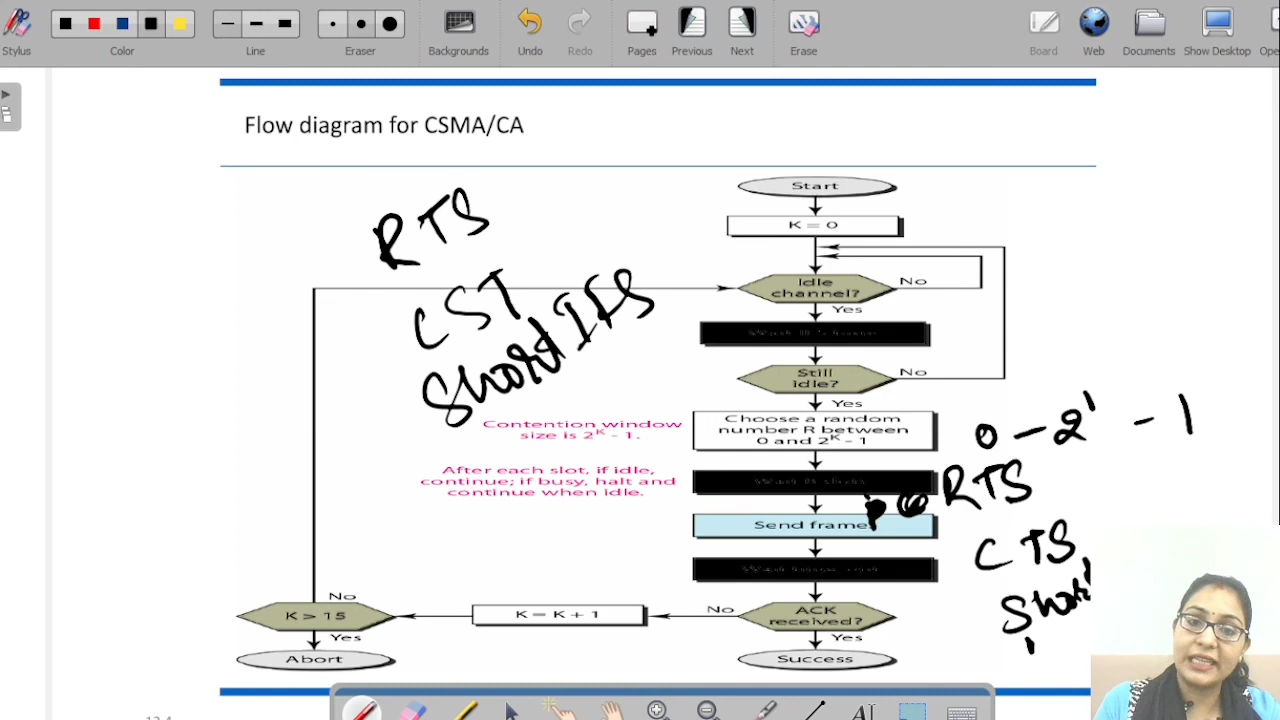 Stylus
Color
Line
Eraser
Backgrounds
Undo
Redo
Pages
Previous
Next
Erase
Board
Web
Documents
Show Desktop
Flow diagram for CSMA/CA
Start
K = 0
Idle channel?
No
Yes
Still idle?
No
Yes
Choose a random
number R between
0 and 2^K - 1
Contention window
size is 2^K - 1.
After each slot, if idle,
continue; if busy, halt and
continue when idle.
Send frame
ACK
received?
No
Yes
K = K + 1
K > 15
No
Yes
Abort
Success
RTS
CST
Short IFS
0 - 2^1 - 1
RTS
CTS
Short